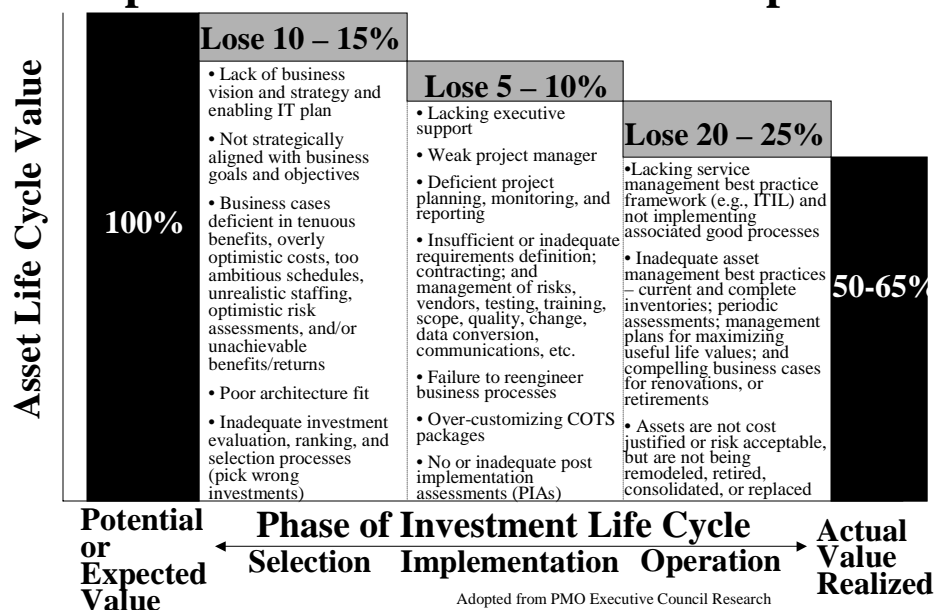 Asset Life Cycle Value
100%
Lose 10 – 15%
• Lack of business
vision and strategy and
enabling IT plan
• Not strategically
aligned with business
goals and objectives
• Business cases
deficient in tenuous
benefits, overly
optimistic costs, too
ambitious schedules,
unrealistic staffing,
optimistic risk
assessments, and/or
unachievable
benefits/returns
• Poor architecture fit
• Inadequate investment
evaluation, ranking, and
selection processes
(pick wrong
investments)
Lose 5 – 10%
• Lacking executive
support
• Weak project manager
• Deficient project
planning, monitoring, and
reporting
• Insufficient or inadequate
requirements definition;
contracting; and
management of risks,
vendors, testing, training,
scope, quality, change,
data conversion,
communications, etc.
• Failure to reengineer
business processes
• Over-customizing COTS
packages
• No or inadequate post
implementation
assessments (PIAs)
Lose 20 – 25%
•Lacking service
management best practice
framework (e.g., ITIL) and
not implementing
associated good processes
• Inadequate asset
management best practices
– current and complete
inventories; periodic
assessments; management
plans for maximizing
useful life values; and
compelling business cases
for renovations, or
retirements
• Assets are not cost
justified or risk acceptable,
but are not being
remodeled, retired,
consolidated, or replaced
50-65%
Potential
or
Expected
Value
Phase of Investment Life Cycle
Selection Implementation Operation
Actual
Value
Realized
Adopted from PMO Executive Council Research